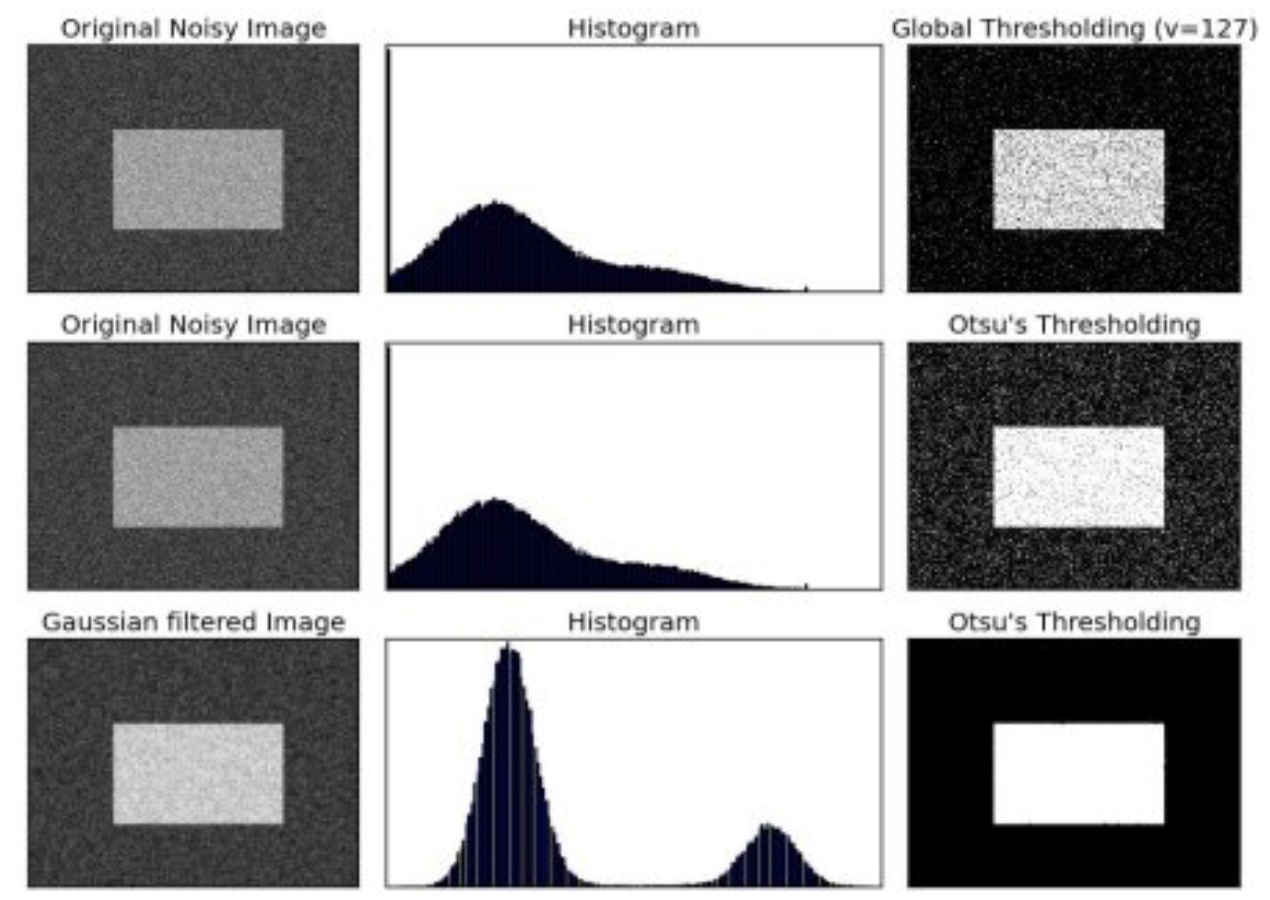 Original Noisy Image
Histogram
Global Thresholding (v=127)
Original Noisy Image
Histogram
Otsu's Thresholding
Gaussian filtered Image
Histogram
Otsu's Thresholding